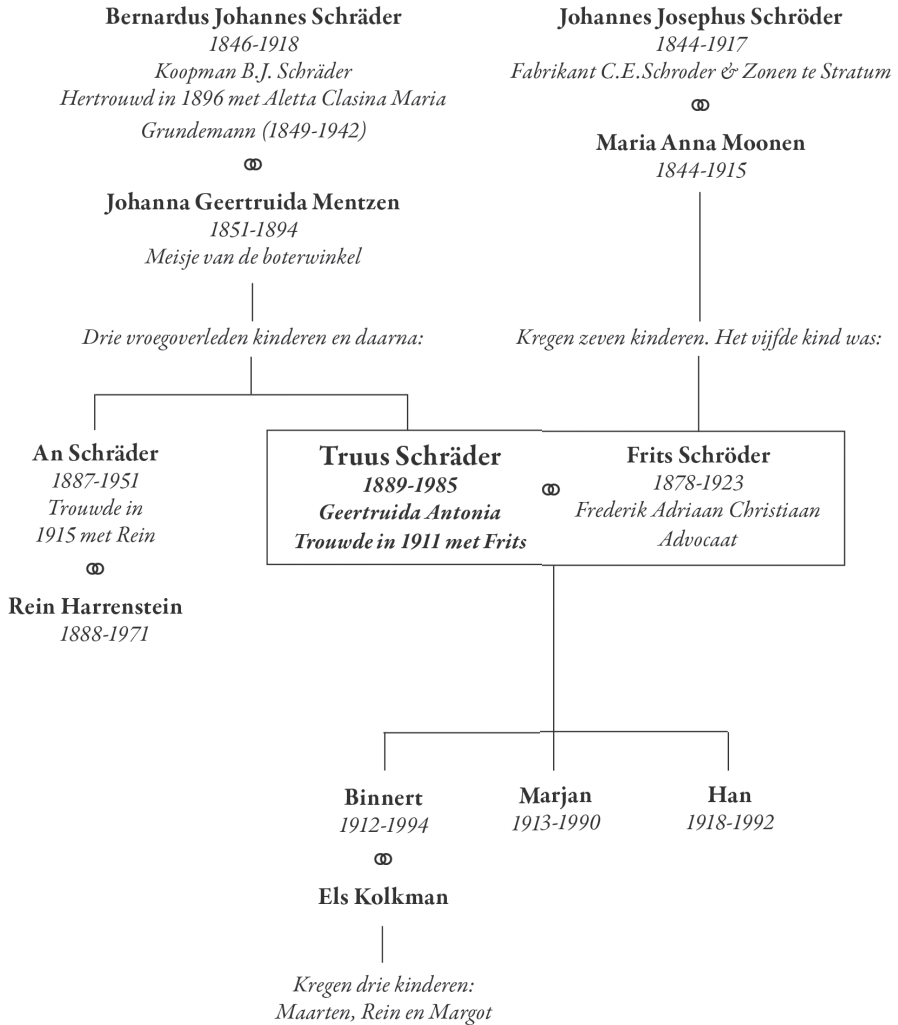 Bernardus Johannes Schräder
1846-1918
Koopman B.J. Schräder
Hertrouwd in 1896 met Aletta Clasina Maria
Grundemann (1849-1942)
Johanna Geertruida Mentzen
1851-1894
Meisje van de boterwinkel
Johannes Josephus Schröder
1844-1917
Fabrikant C.E.Schroder & Zonen te Stratum
Maria Anna Moonen
1844-1915
Drie vroegoverleden kinderen en daarna:
Kregen zeven kinderen. Het vijfde kind was:
An Schräder
1887-1951
Trouwde in
1915 met Rein
Rein Harrenstein
1888-1971
Truus Schräder
1889-1985
Geertruida Antonia
Trouwde in 1911 met Frits
Frits Schröder
1878-1923
Frederik Adriaan Christiaan
Advocaat
Binnert
1912-1994
Els Kolkman
Kregen drie kinderen:
Maarten, Rein en Margot
Marjan
1913-1990
Han
1918-1992